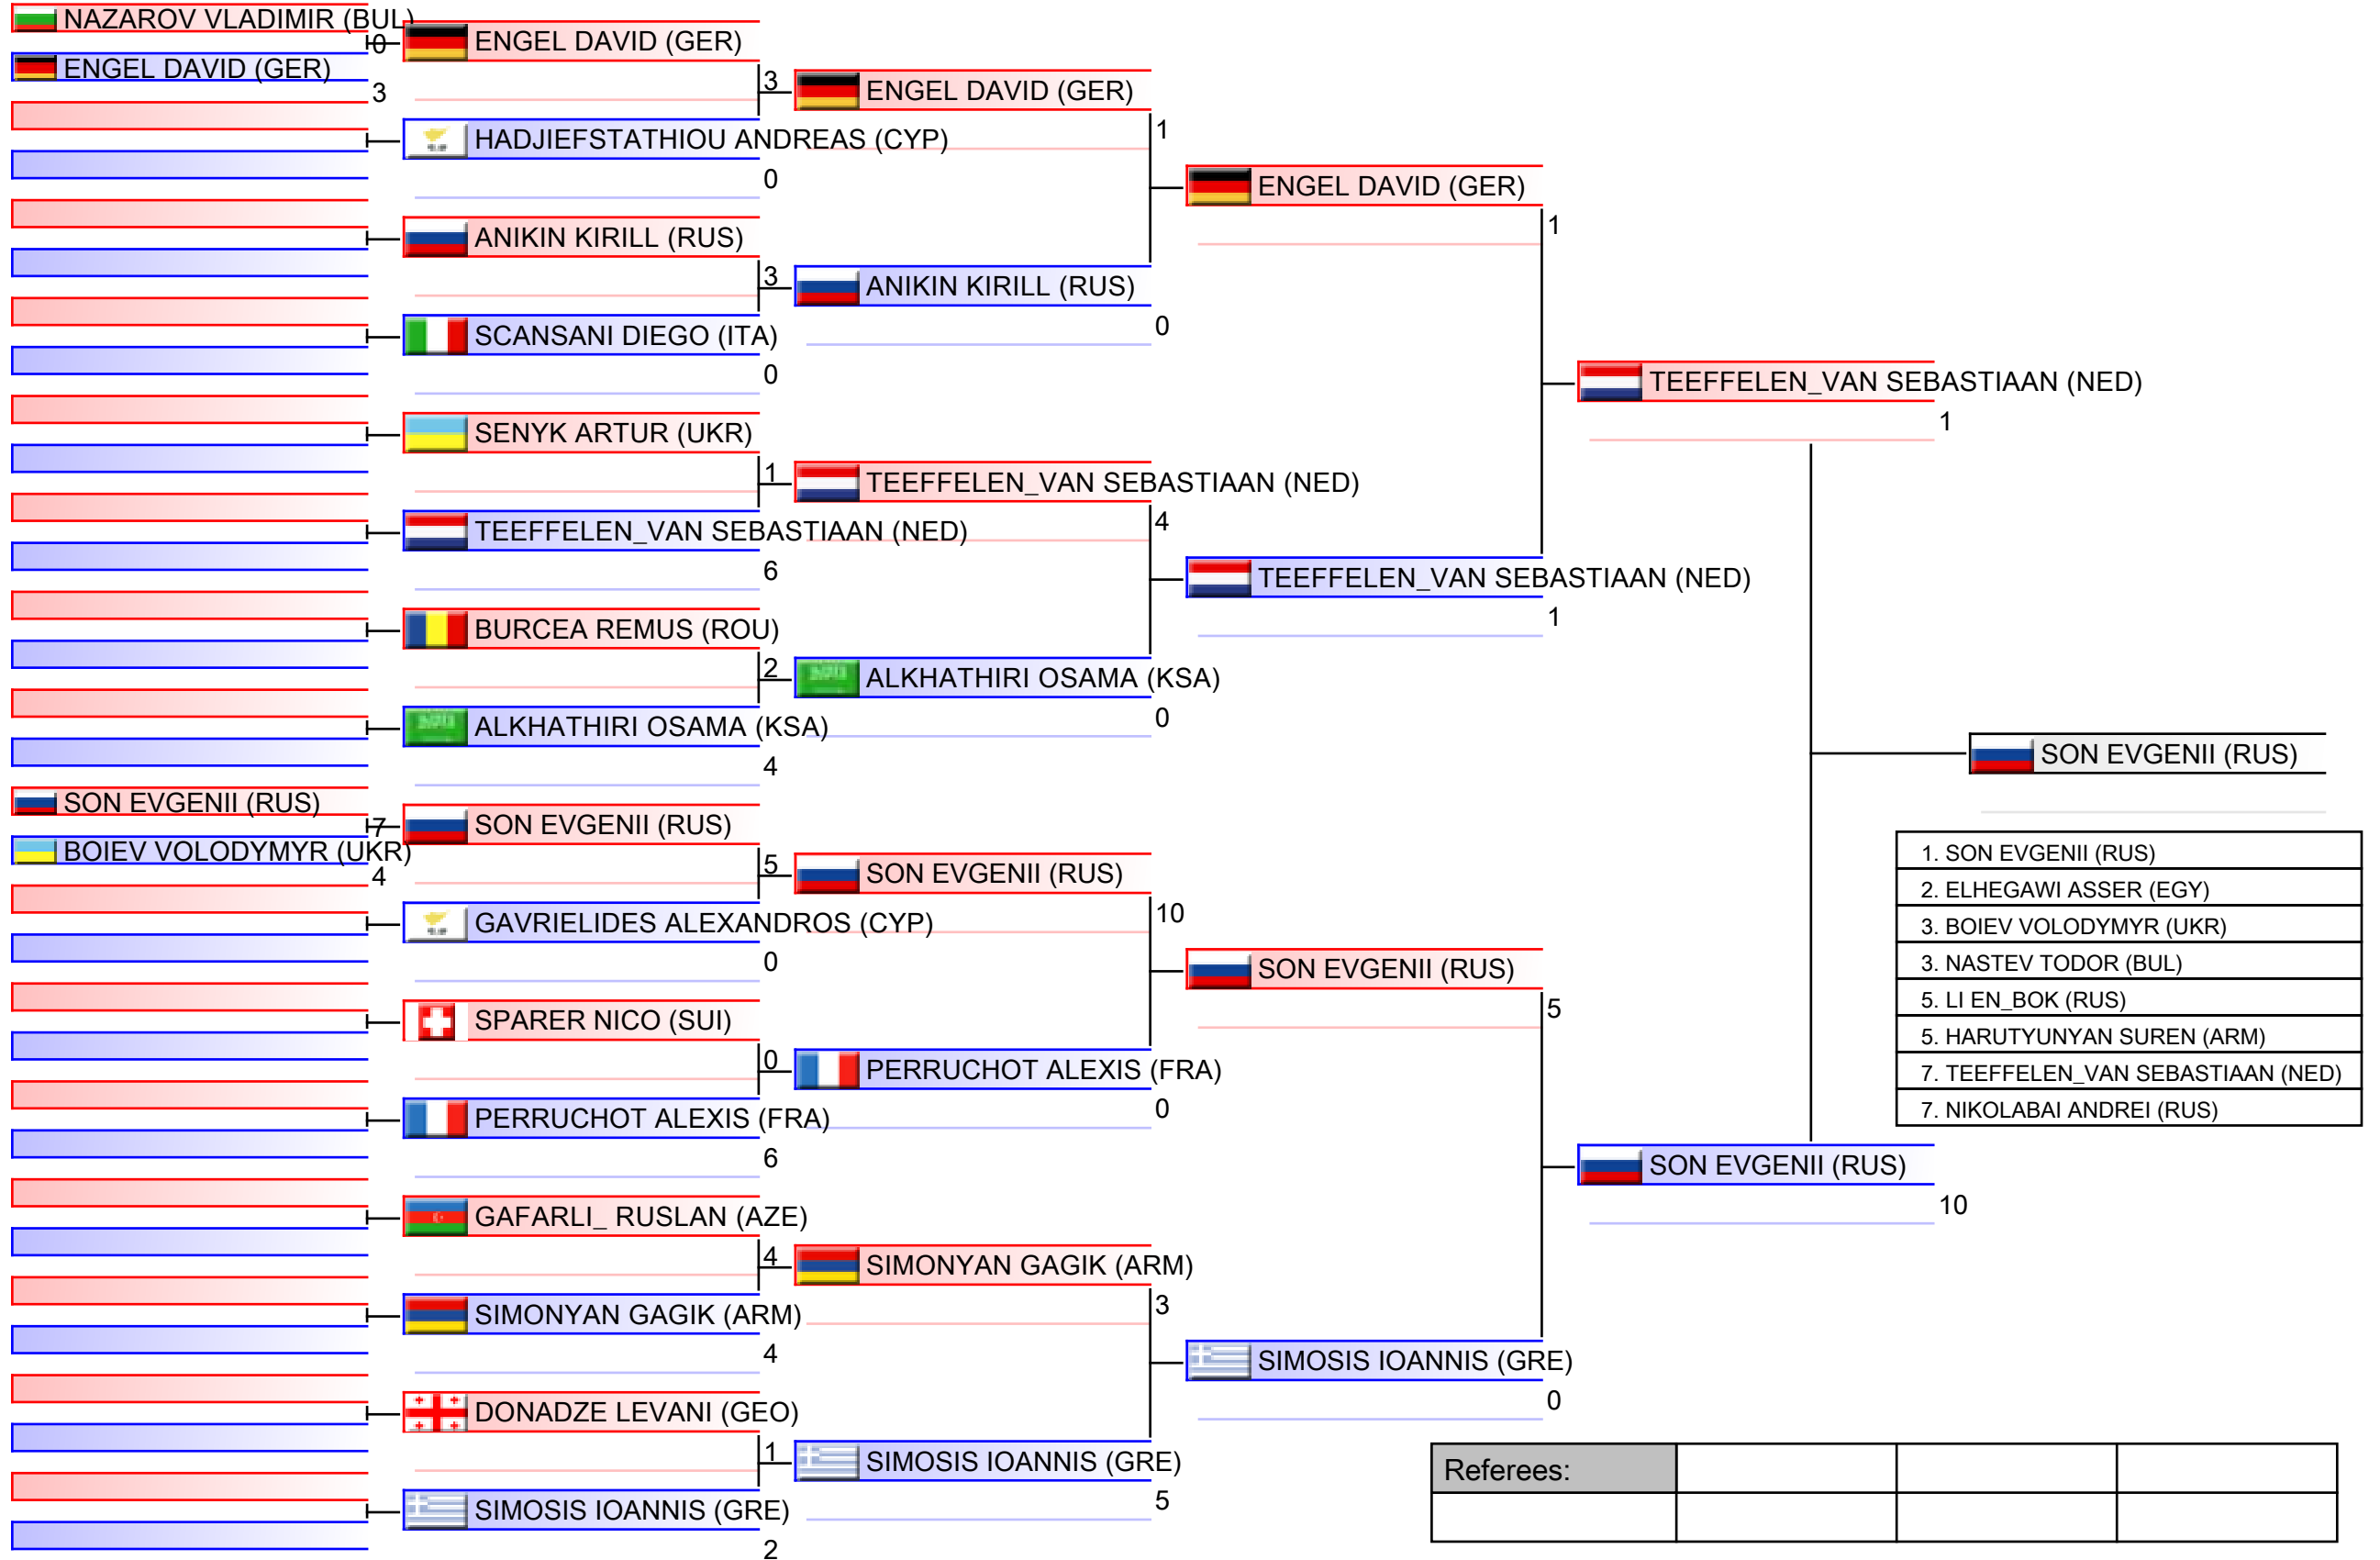 NAZAROV VLADIMIR (BUL)
0
ENGEL DAVID (GER)
3
ENGEL DAVID (GER)
3
HADJIEFSTATHIOU ANDREAS (CYP)
0
ANIKIN KIRILL (RUS)
3
SCANSANI DIEGO (ITA)
0
SENYK ARTUR (UKR)
1
TEEFFELEN_VAN SEBASTIAAN (NED)
6
BURCEA REMUS (ROU)
2
ALKHATHIRI OSAMA (KSA)
4
SON EVGENII (RUS)
7
BOIEV VOLODYMYR (UKR)
4
SON EVGENII (RUS)
5
GAVRIELIDES ALEXANDROS (CYP)
0
SPARER NICO (SUI)
0
PERRUCHOT ALEXIS (FRA)
6
GAFARLI_ RUSLAN (AZE)
4
SIMONYAN GAGIK (ARM)
4
DONADZE LEVANI (GEO)
1
SIMOSIS IOANNIS (GRE)
2
ENGEL DAVID (GER)
1
ANIKIN KIRILL (RUS)
0
TEEFFELEN_VAN SEBASTIAAN (NED)
4
ALKHATHIRI OSAMA (KSA)
0
SON EVGENII (RUS)
10
PERRUCHOT ALEXIS (FRA)
0
SIMONYAN GAGIK (ARM)
3
SIMOSIS IOANNIS (GRE)
5
ENGEL DAVID (GER)
1
TEEFFELEN_VAN SEBASTIAAN (NED)
1
SON EVGENII (RUS)
5
SIMOSIS IOANNIS (GRE)
0
TEEFFELEN_VAN SEBASTIAAN (NED)
1
SON EVGENII (RUS)
10
SON EVGENII (RUS)
1. SON EVGENII (RUS)
2. ELHEGAWI ASSER (EGY)
3. BOIEV VOLODYMYR (UKR)
3. NASTEV TODOR (BUL)
5. LI EN_BOK (RUS)
5. HARUTYUNYAN SUREN (ARM)
7. TEEFFELEN_VAN SEBASTIAAN (NED)
7. NIKOLABAI ANDREI (RUS)
Referees: